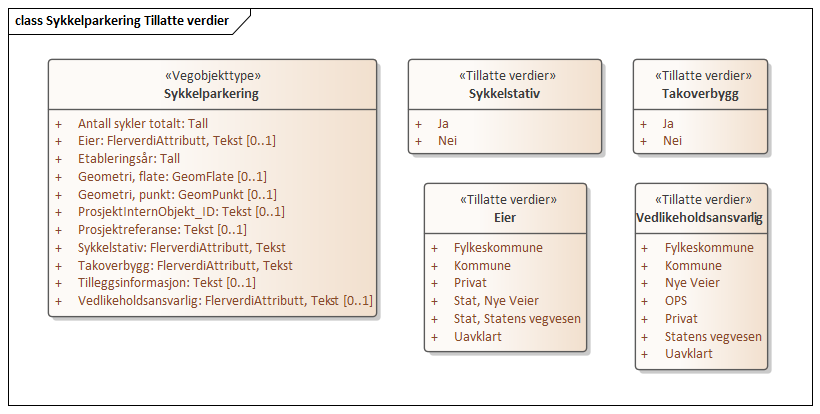 class Sykkelparkering Tillatte verdier
«Vegobjekttype»
Sykkelparkering
+ Antall sykler totalt: Tall
+ Eier: FlerverdiAttributt, Tekst [0..1]
+ Etableringsår: Tall
+ Geometri, flate: GeomFlate [0..1]
+ Geometri, punkt: GeomPunkt [0..1]
+ ProsjektInternObjekt_ID: Tekst [0..1]
+ Prosjektreferanse: Tekst [0..1]
+ Sykkelstativ: FlerverdiAttributt, Tekst
+ Takoverbygg: FlerverdiAttributt, Tekst
+ Tilleggsinformasjon: Tekst [0..1]
+ Vedlikeholdsansvarlig: FlerverdiAttributt, Tekst [0..1]
«Tillatte verdier»
Sykkelstativ
+ Ja
+ Nei
«Tillatte verdier»
Takoverbygg
+ Ja
+ Nei
«Tillatte verdier»
Eier
+ Fylkeskommune
+ Kommune
+ Privat
+ Stat, Nye Veier
+ Stat, Statens vegvesen
+ Uavklart
«Tillatte verdier»
Vedlikeholdsansvarlig
+ Fylkeskommune
+ Kommune
+ Nye Veier
+ OPS
+ Privat
+ Statens vegvesen
+ Uavklart